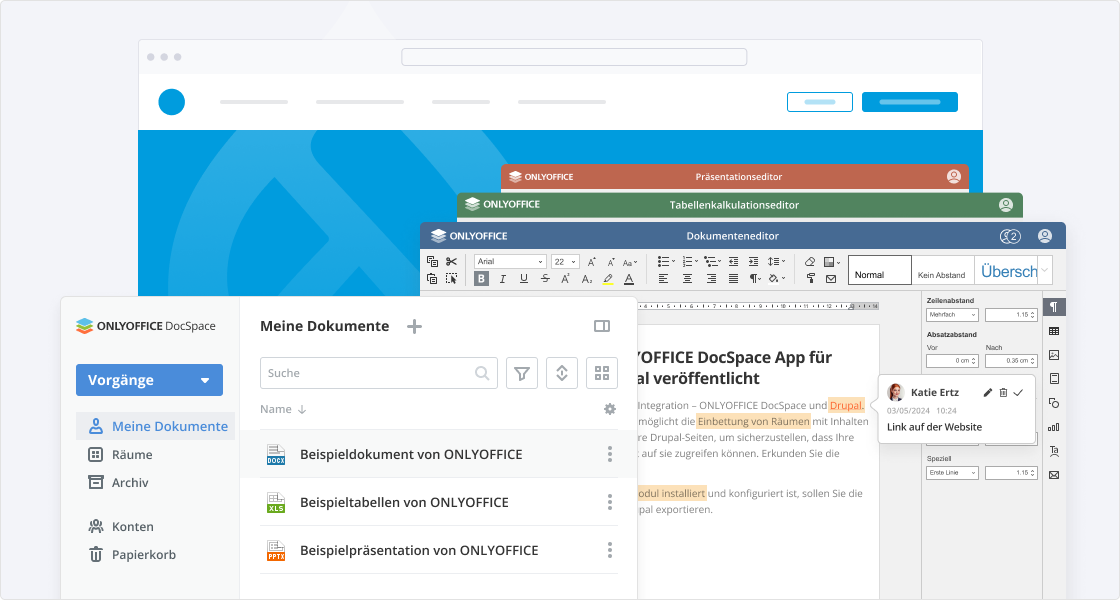 ONLYOFFICE
Präsentationseditor
ONLYOFFICE
Tabellenkalkulationseditor
ONLYOFFICE
Dokumenteneditor
2
Arial
22
Aa
B I U S A A A
Normal
Kein Abstand
Übersch
ONLYOFFICE DocSpace
Vorgänge
Meine Dokumente
Räume
Archiv
Konten
Papierkorb
Meine Dokumente
Suche
Name
DOCX
Beispieldokument von ONLYOFFICE
XLS
Beispieltabellen von ONLYOFFICE
PPTX
Beispielpräsentation von ONLYOFFICE
OFFICE DocSpace App für
al veröffentlicht
Integration – ONLYOFFICE DocSpace und Drupal.
möglicht die Einbettung von Räumen mit Inhalten
re Drupal-Seiten, um sicherzustellen, dass Ihre
auf sie zugreifen können. Erkunden Sie die
odul installiert und konfiguriert ist, sollen Sie die
pal exportieren.
Zeilenabstand
Mehrfach
1.15
Absatzabstand
Vor
Nach
0 cm
0.35 cm
Katie Ertz
03/05/2024 10:24
Link auf der Website
Speziell
Erste Linie
1.15
Ta